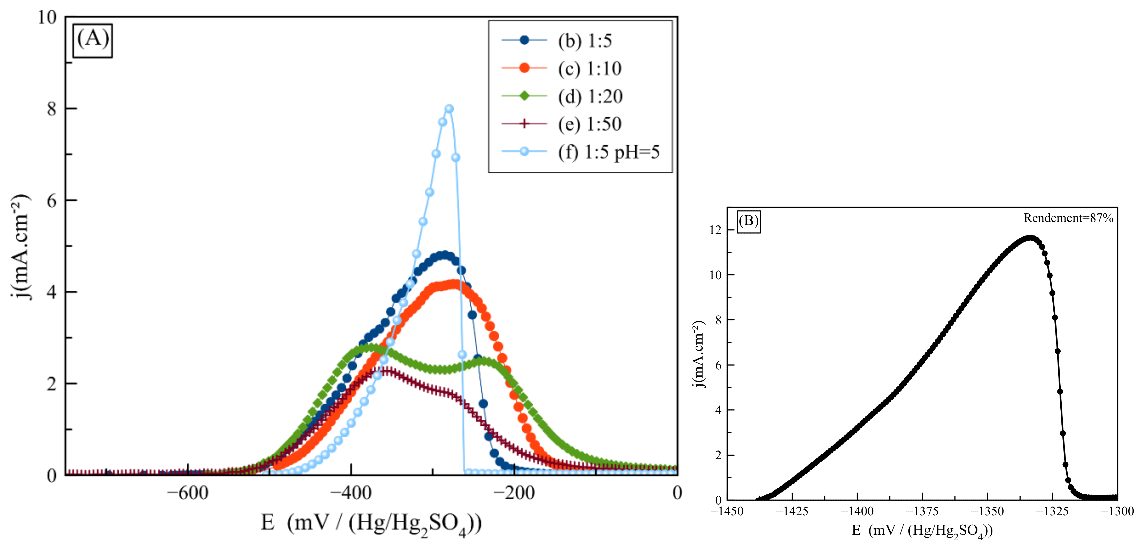 (A)
10
8
6
4
2
0
j(mA.cm⁻²)
(b) 1:5
(c) 1:10
(d) 1:20
(e) 1:50
(f) 1:5 pH=5
−600
−400
−200
0
E (mV / (Hg/Hg₂SO₄))
(B)
Rendement=87%
12
10
8
6
4
2
0
j(mA.cm⁻²)
−1450
−1425
−1400
−1375
−1350
−1325
−1300
E (mV / (Hg/Hg₂SO₄))